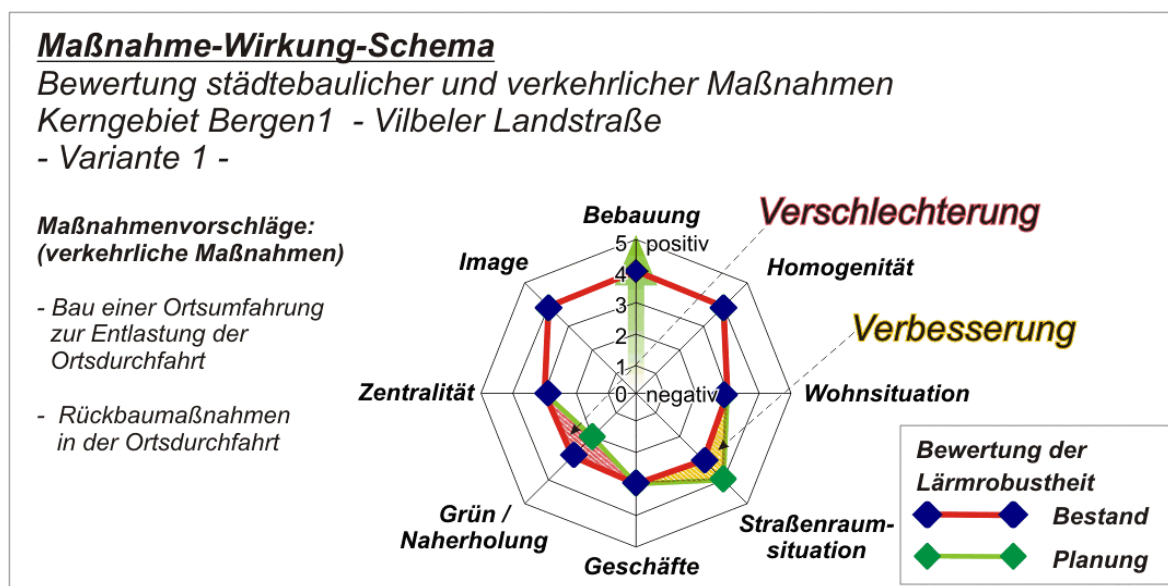 Maßnahme-Wirkung-Schema
Bewertung städtebaulicher und verkehrlicher Maßnahmen
Kerngebiet Bergen1 - Vilbeler Landstraße
- Variante 1 -
Maßnahmenvorschläge:
(verkehrliche Maßnahmen)
- Bau einer Ortsumfahrung
zur Entlastung der
Ortsdurchfahrt
- Rückbaumaßnahmen
in der Ortsdurchfahrt
Verschlechterung
Verbesserung
Bebauung
5 positiv
4
3
2
1
0 negativ
Homogenität
Wohnsituation
Straßenraum-
situation
Geschäfte
Grün /
Naherholung
Zentralität
Image
Bewertung der
Lärmrobustheit
Bestand
Planung